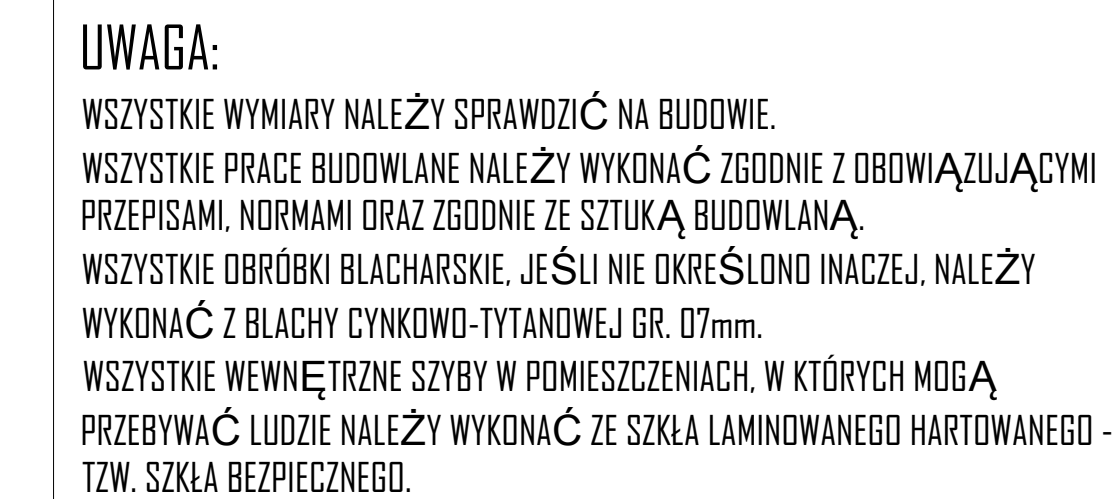 UWAGA:
WSZYSTKIE WYMIARY NALEŻY SPRAWDZIĆ NA BUDOWIE.
WSZYSTKIE PRACE BUDOWLANE NALEŻY WYKONAĆ ZGODNIE Z OBOWIĄZUJĄCYMI
PRZEPISAMI, NORMAMI ORAZ ZGODNIE ZE SZTUKĄ BUDOWLANĄ.
WSZYSTKIE OBRÓBKI BLACHARSKIE, JEŚLI NIE OKREŚLONO INACZEJ, NALEŻY
WYKONAĆ Z BLACHY CYNKOWO-TYTANOWEJ GR. 07mm.
WSZYSTKIE WEWNĘTRZNE SZYBY W POMIESZCZENIACH, W KTÓRYCH MOGĄ
PRZEBYWAĆ LUDZIE NALEŻY WYKONAĆ ZE SZKŁA LAMINOWANEGO HARTOWANEGO -
TZW. SZKŁA BEZPIECZNEGO.